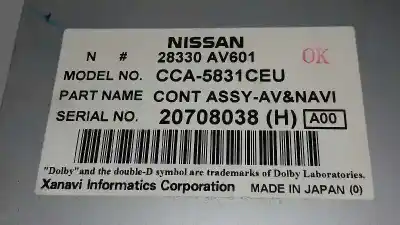 NISSAN
N # 28330 AV601 OK
MODEL NO. CCA-5831CEU
PART NAME CONT ASSY-AV&NAVI
SERIAL NO. 20708038 (H) A00
"Dolby"and the double-D symbol are trademarks of Dolby Laboratories.
Xanavi Informatics Corporation MADE IN JAPAN (0)